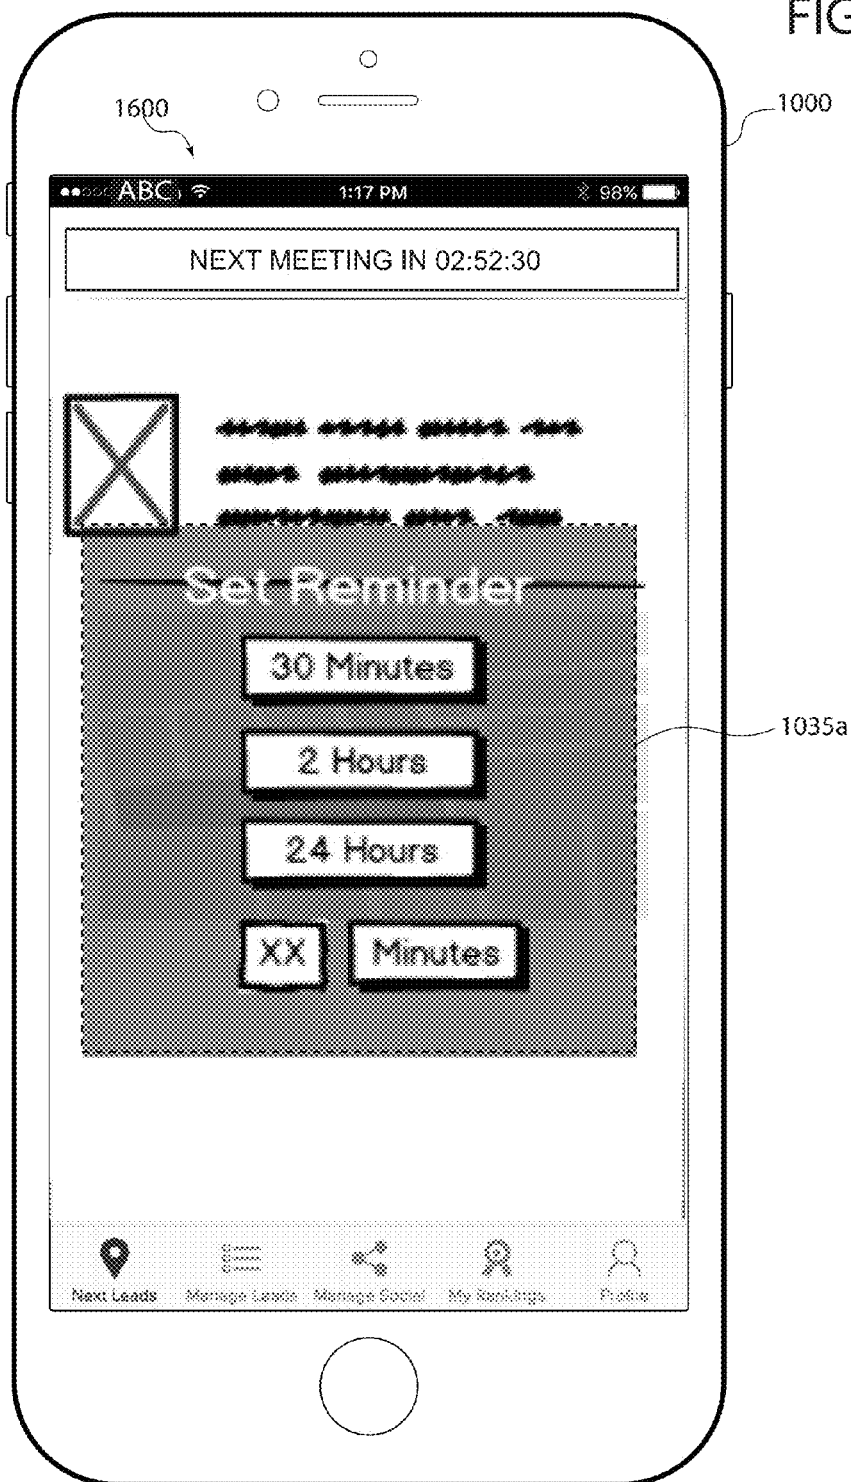 FIG
1600
1000
ABC 1:17 PM 98%
NEXT MEETING IN 02:52:30
Set Reminder
30 Minutes
2 Hours
1035a
24 Hours
XX Minutes
Next Leads Manage Leads Manage Social My Rankings Profile